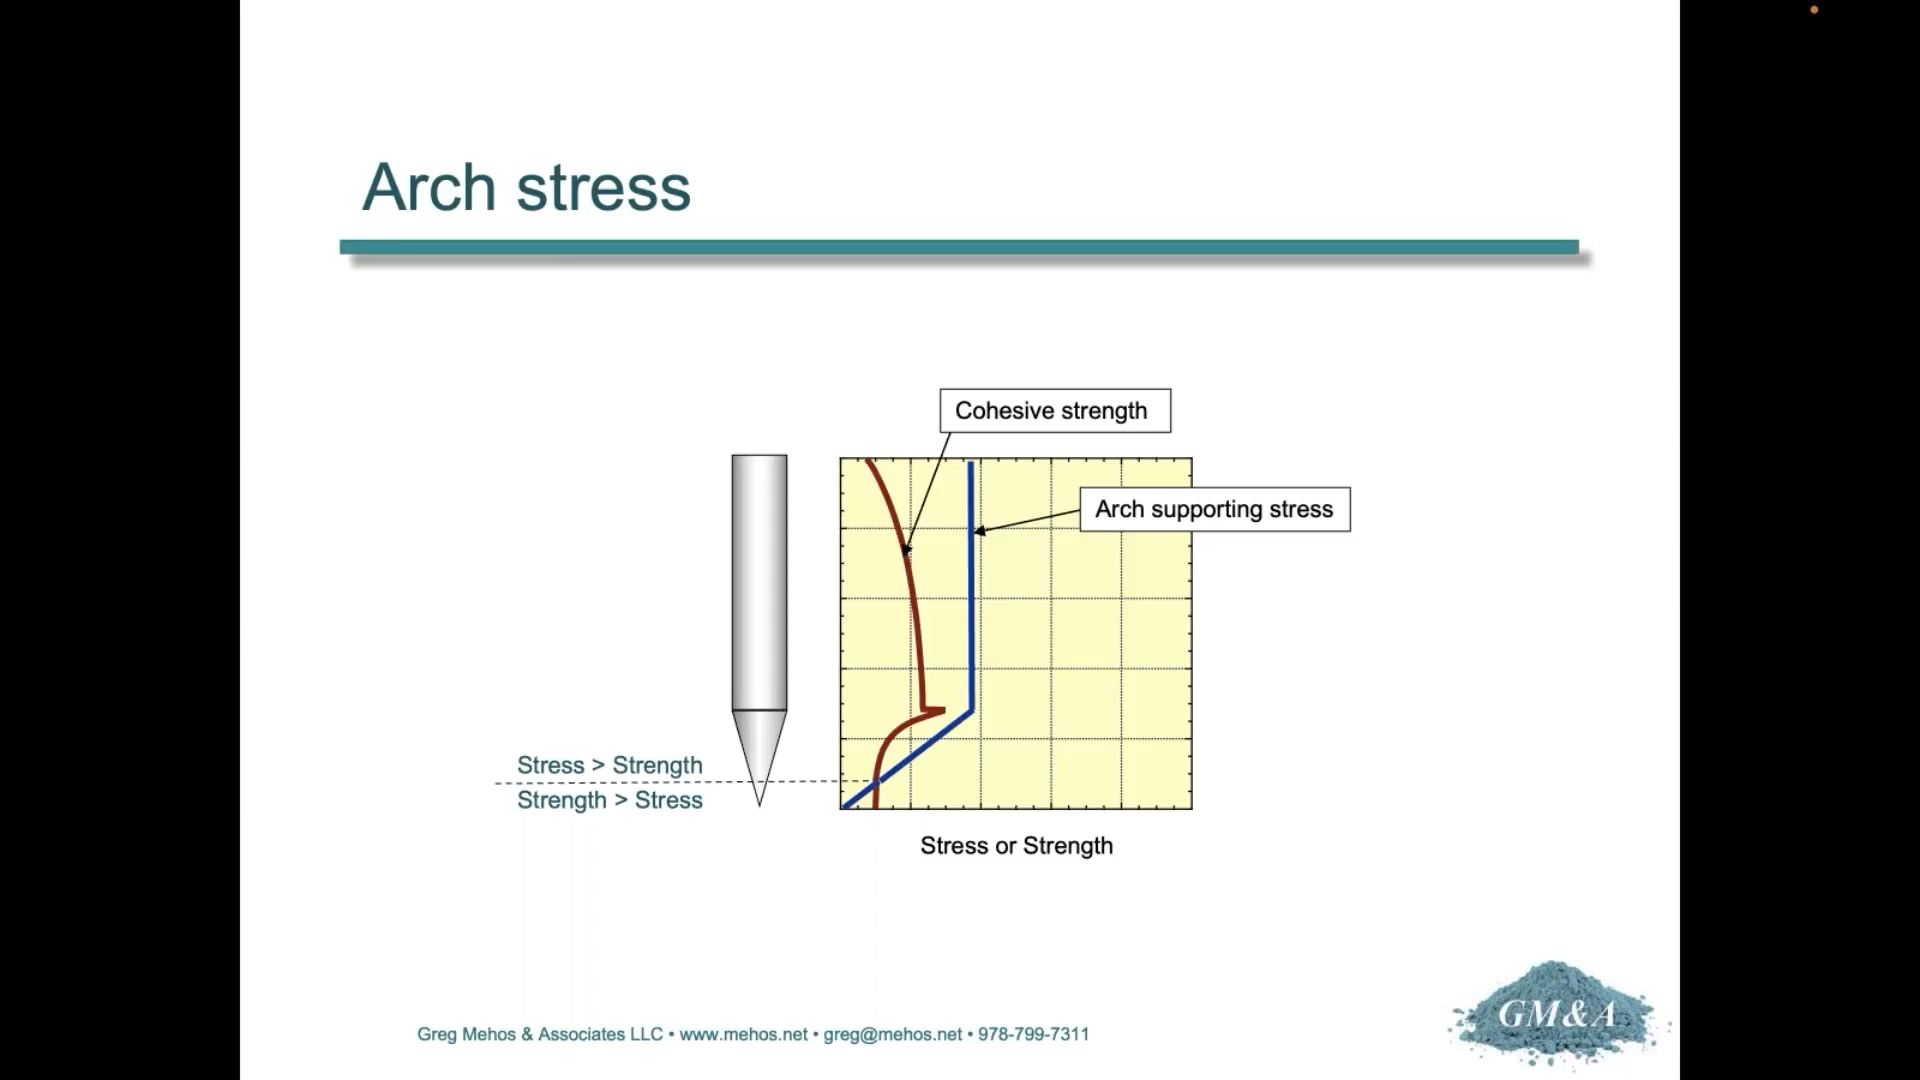 Arch stress
Cohesive strength
Arch supporting stress
Stress > Strength
Strength > Stress
Stress or Strength
GM&A
Greg Mehos & Associates LLC • www.mehos.net • greg@mehos.net • 978-799-7311